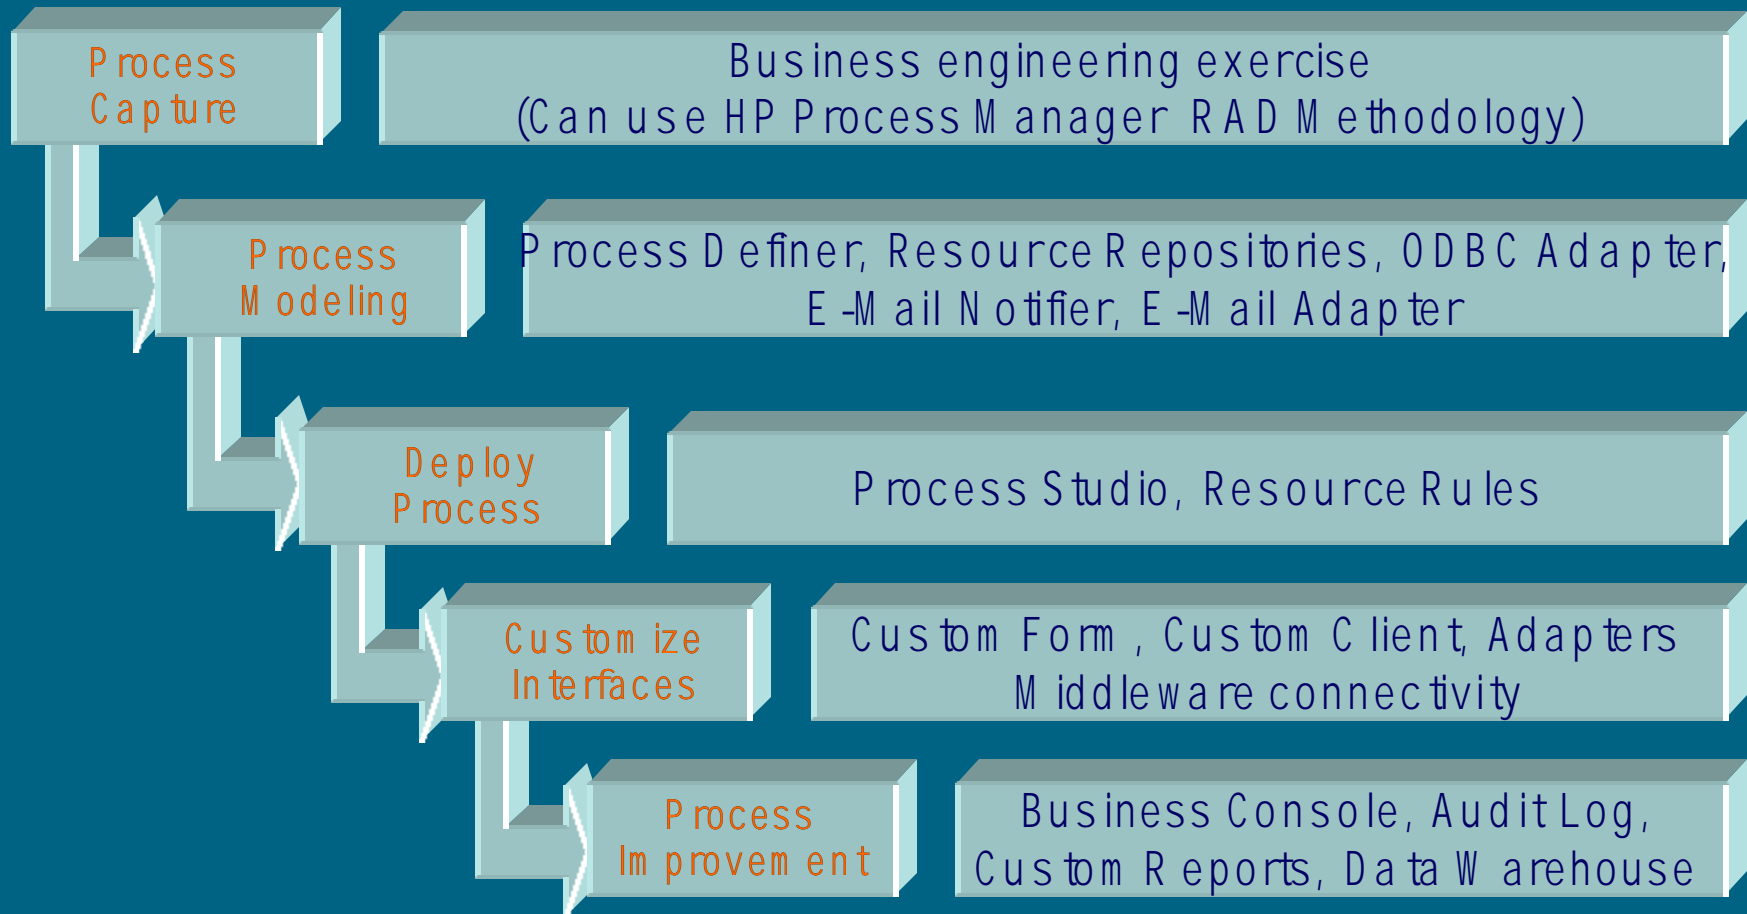 Process
Capture
Business engineering exercise
(Can use HP Process Manager RAD Methodology)
Process
Modeling
Process Definer, Resource Repositories, ODBC Adapter,
E-Mail Notifier, E-Mail Adapter
Deploy
Process
Process Studio, Resource Rules
Customize
Interfaces
Custom Form, Custom Client, Adapters
Middleware connectivity
Process
Improvement
Business Console, Audit Log,
Custom Reports, Data Warehouse